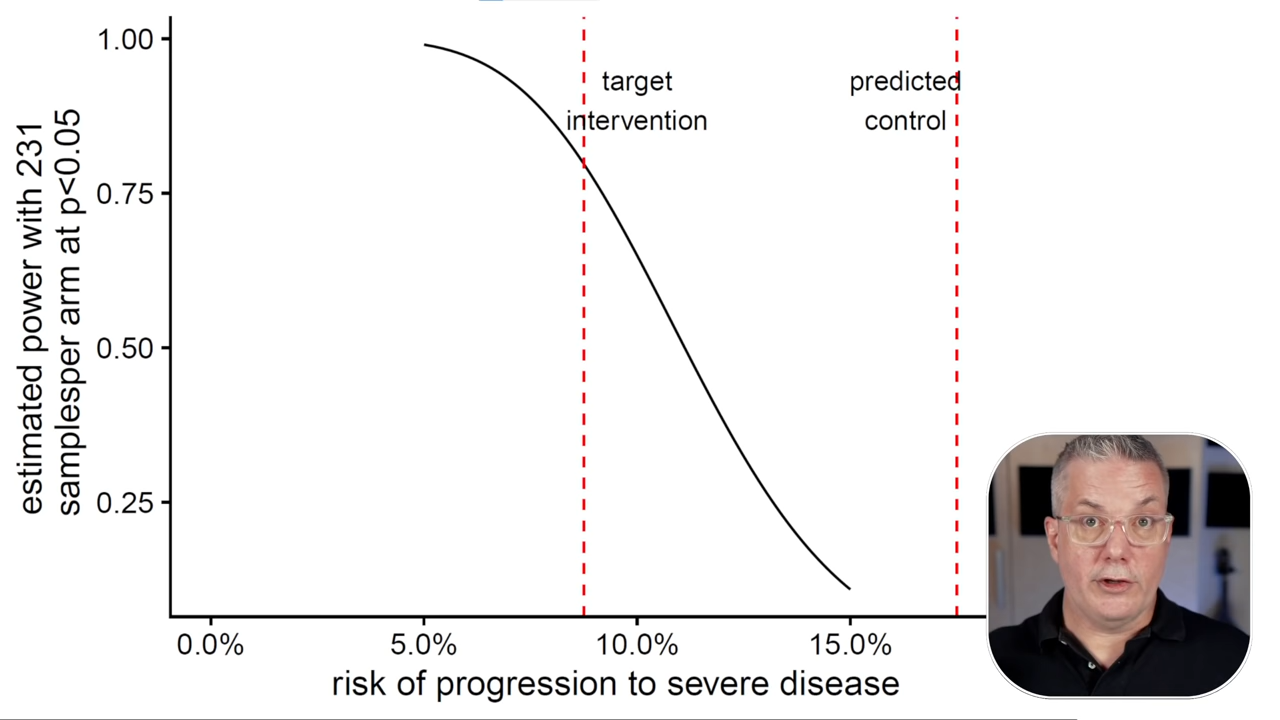 estimated power with 231
samplesper arm at p<0.05
1.00
0.75
0.50
0.25
target
intervention
predicted
control
0.0%
5.0%
10.0%
15.0%
risk of progression to severe disease